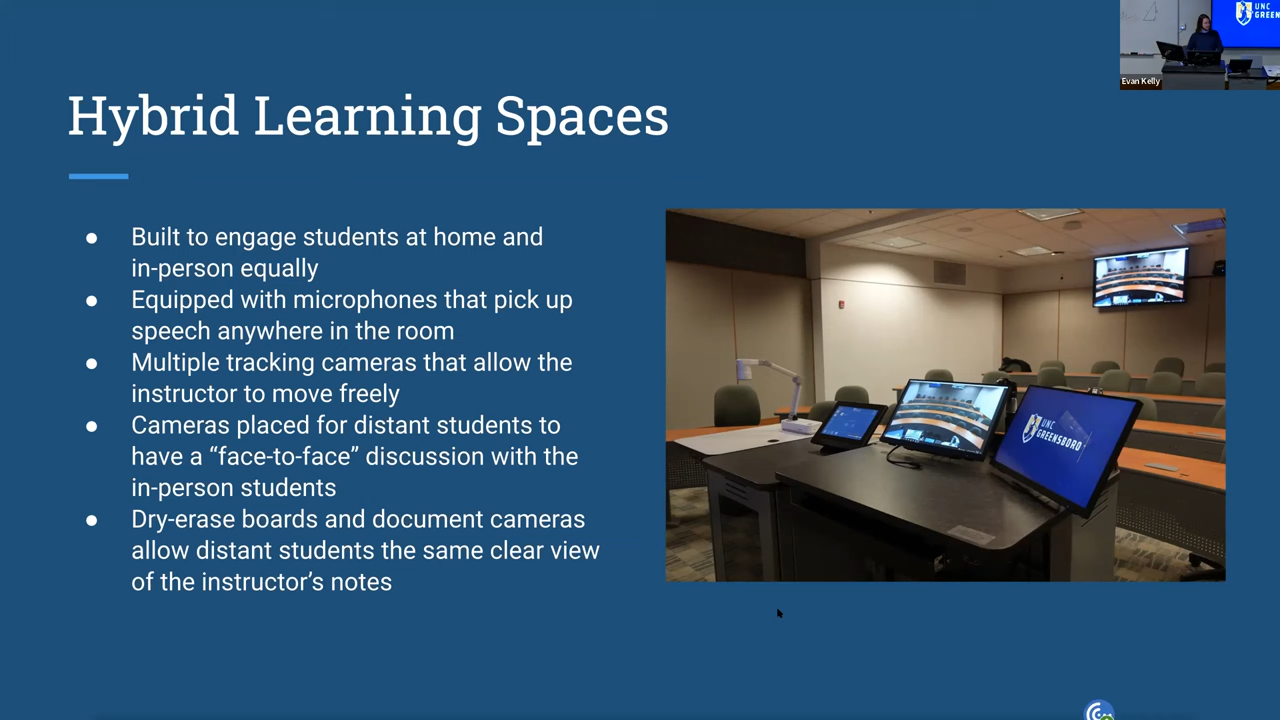 UNC
GREEN
Evan Kelly
Hybrid Learning Spaces
● Built to engage students at home and
in-person equally
● Equipped with microphones that pick up
speech anywhere in the room
● Multiple tracking cameras that allow the
instructor to move freely
● Cameras placed for distant students to
have a “face-to-face” discussion with the
in-person students
● Dry-erase boards and document cameras
allow distant students the same clear view
of the instructor’s notes
UNC
GREENSBORO